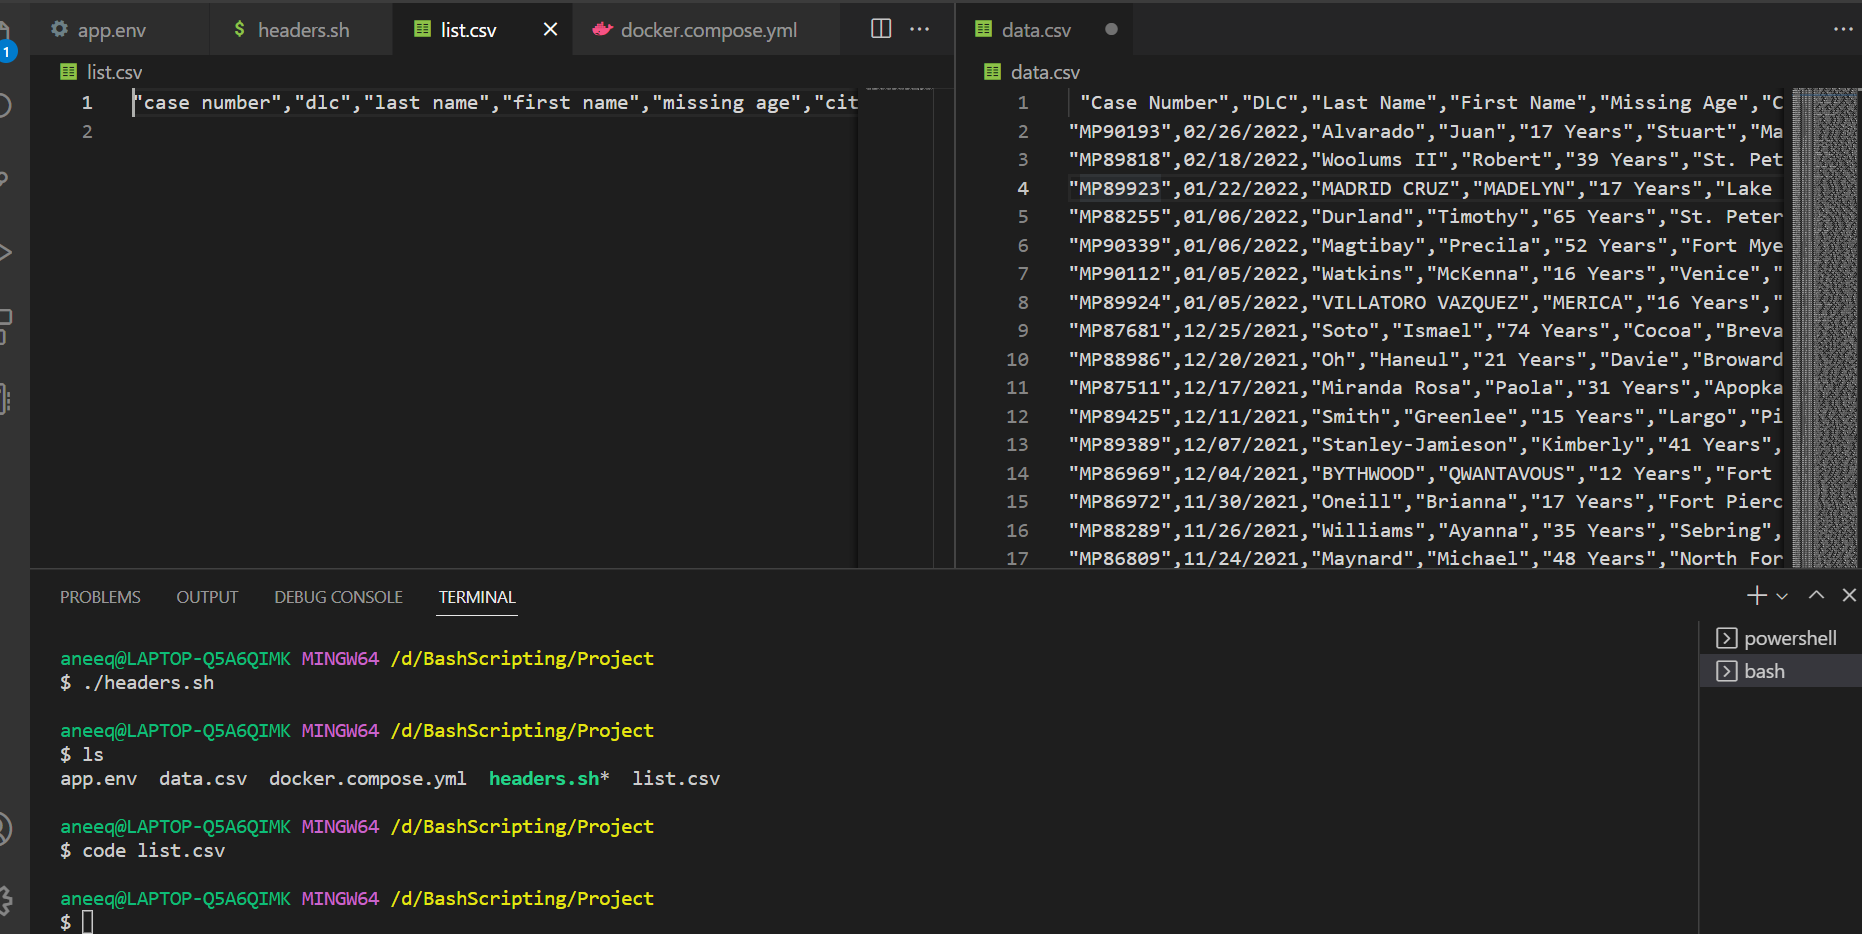 app.env
headers.sh
list.csv
docker.compose.yml
data.csv
1
list.csv
1 "case number","dlc","last name","first name","missing age","cit
2
data.csv
1 "Case Number","DLC","Last Name","First Name","Missing Age","C
2 "MP90193",02/26/2022,"Alvarado","Juan","17 Years","Stuart","Ma
3 "MP89818",02/18/2022,"Woolums II","Robert","39 Years","St. Pet
4 "MP89923",01/22/2022,"MADRID CRUZ","MADELYN","17 Years","Lake
5 "MP88255",01/06/2022,"Durland","Timothy","65 Years","St. Peter
6 "MP90339",01/06/2022,"Magtibay","Precila","52 Years","Fort Mye
7 "MP90112",01/05/2022,"Watkins","McKenna","16 Years","Venice","
8 "MP89924",01/05/2022,"VILLATORO VAZQUEZ","MERICA","16 Years","
9 "MP87681",12/25/2021,"Soto","Ismael","74 Years","Cocoa","Breva
10 "MP88986",12/20/2021,"Oh","Haneul","21 Years","Davie","Broward
11 "MP87511",12/17/2021,"Miranda Rosa","Paola","31 Years","Apopka
12 "MP89425",12/11/2021,"Smith","Greenlee","15 Years","Largo","Pi
13 "MP89389",12/07/2021,"Stanley-Jamieson","Kimberly","41 Years",
14 "MP86969",12/04/2021,"BYTHWOOD","QWANTAVOUS","12 Years","Fort
15 "MP86972",11/30/2021,"Oneill","Brianna","17 Years","Fort Pierc
16 "MP88289",11/26/2021,"Williams","Ayanna","35 Years","Sebring",
17 "MP86809",11/24/2021,"Maynard","Michael","48 Years","North For
PROBLEMS OUTPUT DEBUG CONSOLE TERMINAL
powershell
bash
aneeq@LAPTOP-Q5A6QIMK MINGW64 /d/BashScripting/Project
$ ./headers.sh
aneeq@LAPTOP-Q5A6QIMK MINGW64 /d/BashScripting/Project
$ ls
app.env data.csv docker.compose.yml headers.sh* list.csv
aneeq@LAPTOP-Q5A6QIMK MINGW64 /d/BashScripting/Project
$ code list.csv
aneeq@LAPTOP-Q5A6QIMK MINGW64 /d/BashScripting/Project
$